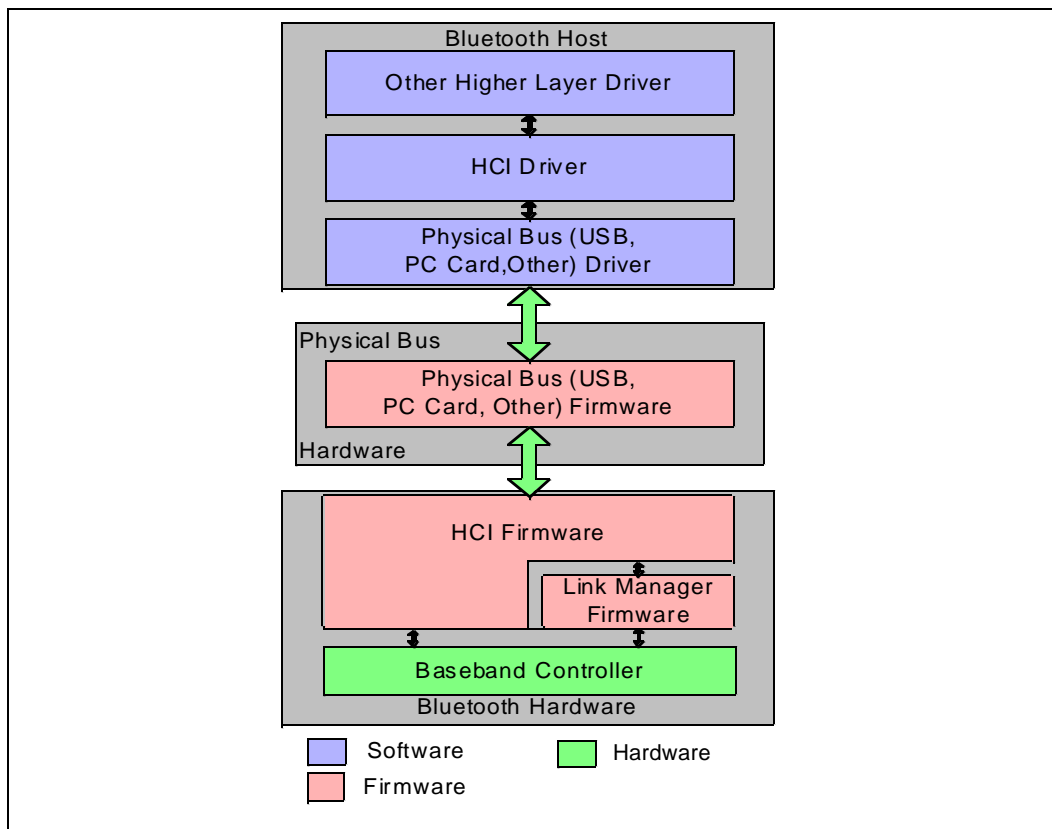 Bluetooth Host
Other Higher Layer Driver
HCI Driver
Physical Bus (USB,
PC Card,Other) Driver
Physical Bus
Physical Bus (USB,
PC Card, Other) Firmware
Hardware
HCI Firmware
Link Manager
Firmware
Baseband Controller
Bluetooth Hardware
Software
Hardware
Firmware